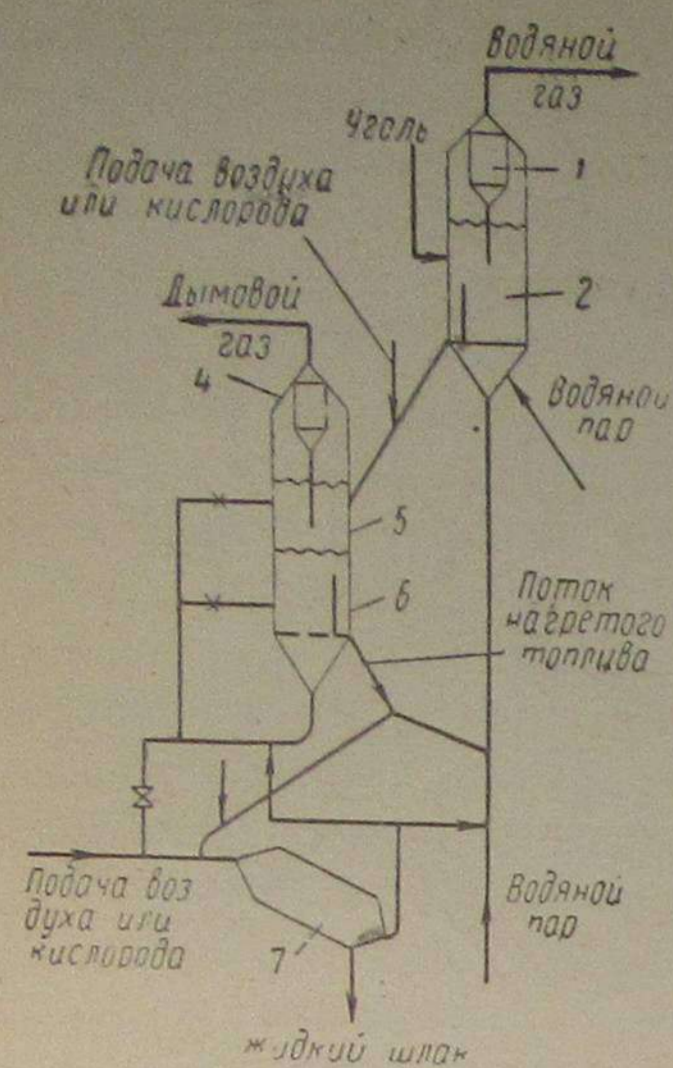 Водяной
газ
Уголь
1
Подача воздуха
или кислорода
2
Дымовой
газ
4
Водяной
пар
5
6
Поток
нагретого
топлива
Подача воз
духа или
кислорода
7
Водяной
пар
жидкий шлак